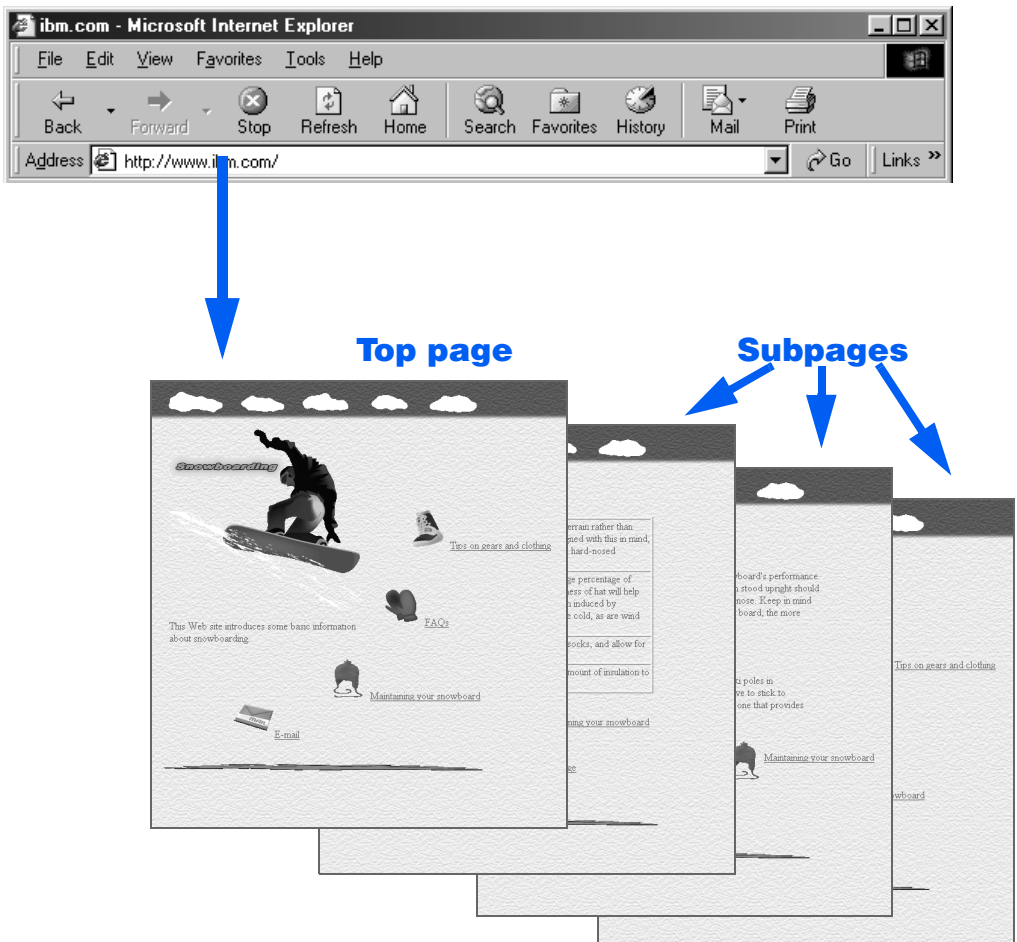 ibm.com - Microsoft Internet Explorer
File Edit View Favorites Tools Help
Back Forward Stop Refresh Home Search Favorites History Mail Print
Address http://www.ibm.com/ Go Links »
Top page
Subpages
Snowboarding
Tips on gears and clothing
FAQs
This Web site introduces some basic information
about snowboarding.
Maintaining your snowboard
E-mail
errain rather than
gned with this in mind,
hard-nosed
ge percentage of
ness of hat will help
n induced by
e cold, as are wind
socks, and allow for
mount of insulation to
ning your snowboard
ge
wboard's performance
n stood upright should
nose. Keep in mind
board, the more
ki poles in
ve to stick to
one that provides
Maintaining your snowboard
Tips on gears and clothing
owboard